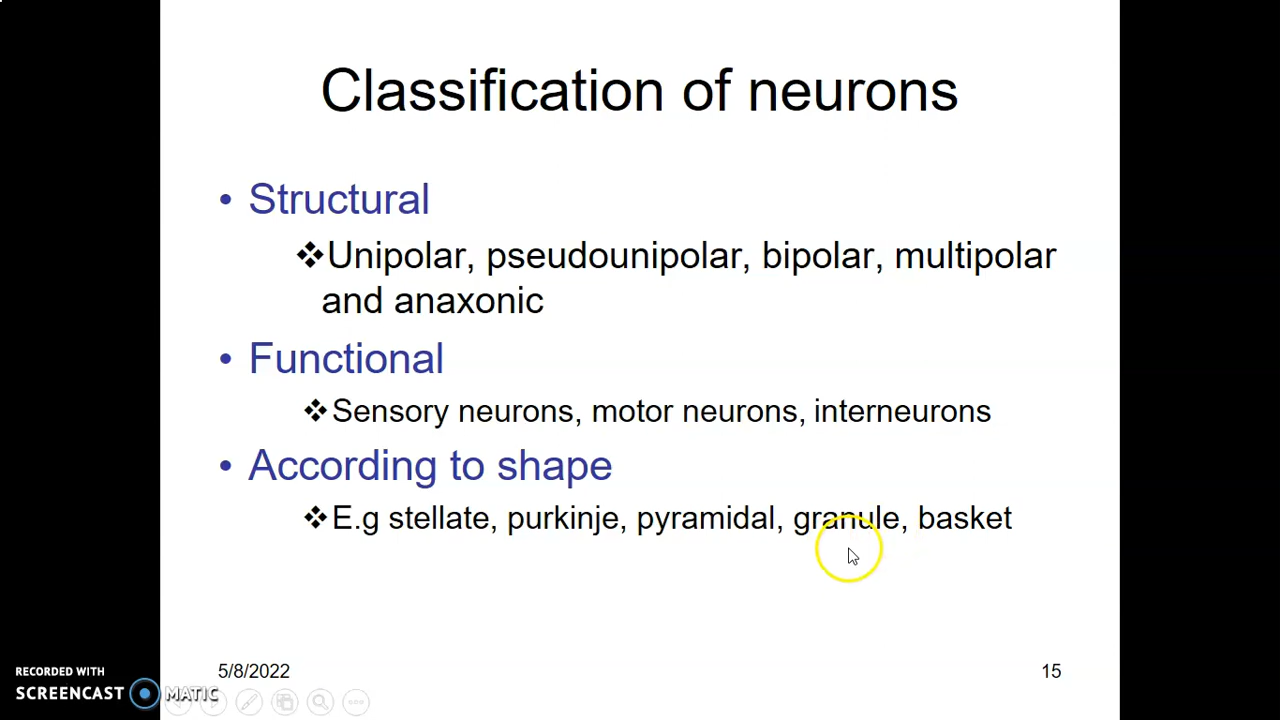 Classification of neurons
• Structural
❖Unipolar, pseudounipolar, bipolar, multipolar
and anaxonic
• Functional
❖Sensory neurons, motor neurons, interneurons
• According to shape
❖E.g stellate, purkinje, pyramidal, granule, basket
5/8/2022
15
RECORDED WITH
SCREENCAST MATIC